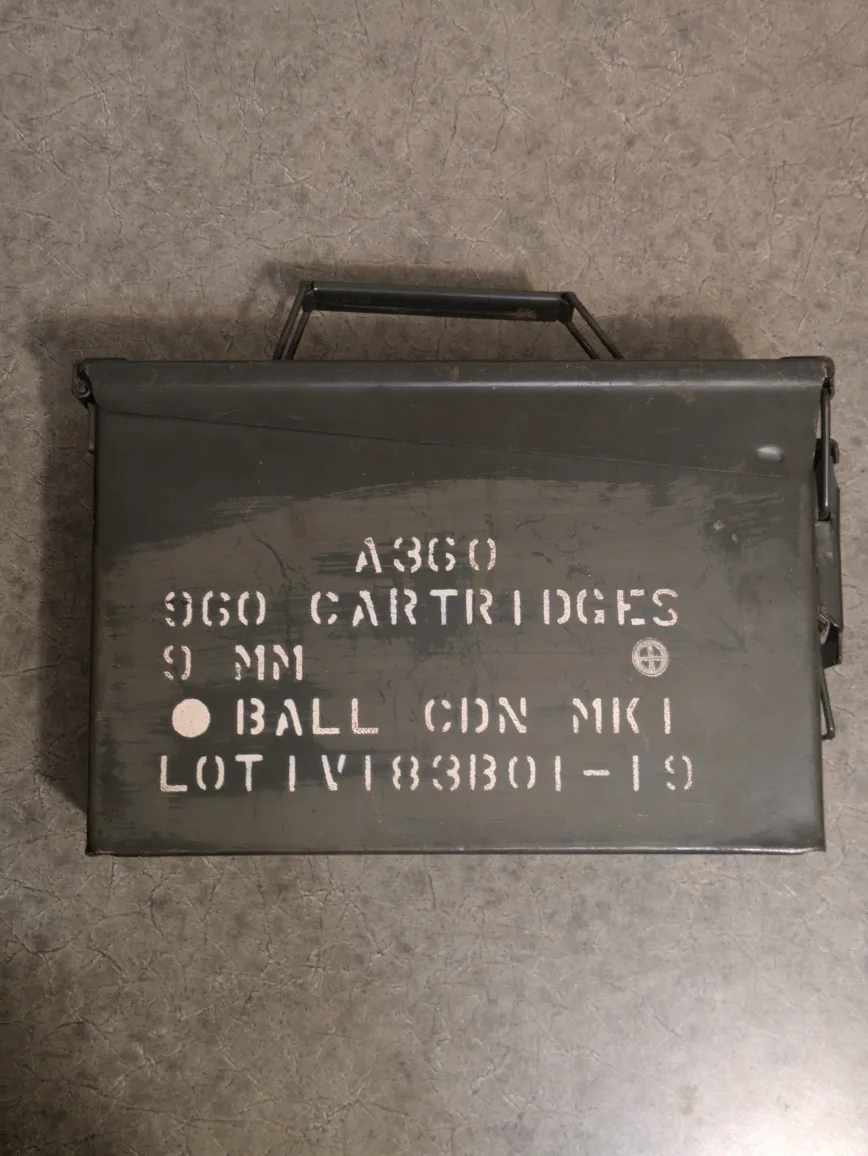 A360
960 CARTRIDGES
9 MM
BALL CDN MK1
LOT IVI83B01-19